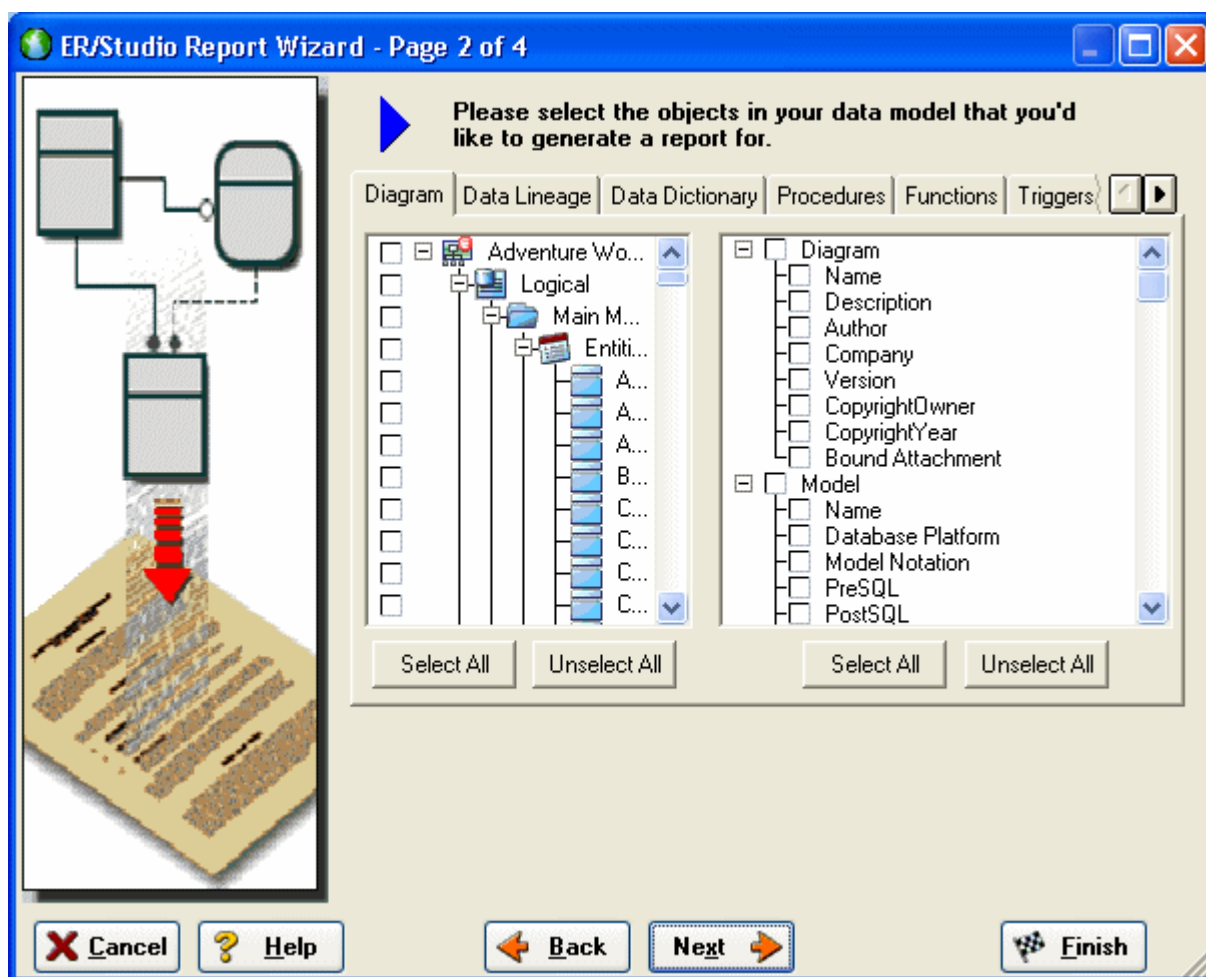 ER/Studio Report Wizard - Page 2 of 4
Please select the objects in your data model that you'd
like to generate a report for.
Diagram Data Lineage Data Dictionary Procedures Functions Triggers
Adventure Wo...
Logical
Main M...
Entiti...
A...
A...
A...
B...
C...
C...
C...
C...
Diagram
Name
Description
Author
Company
Version
CopyrightOwner
CopyrightYear
Bound Attachment
Model
Name
Database Platform
Model Notation
PreSQL
PostSQL
Select All Unselect All Select All Unselect All
Cancel Help Back Next Finish